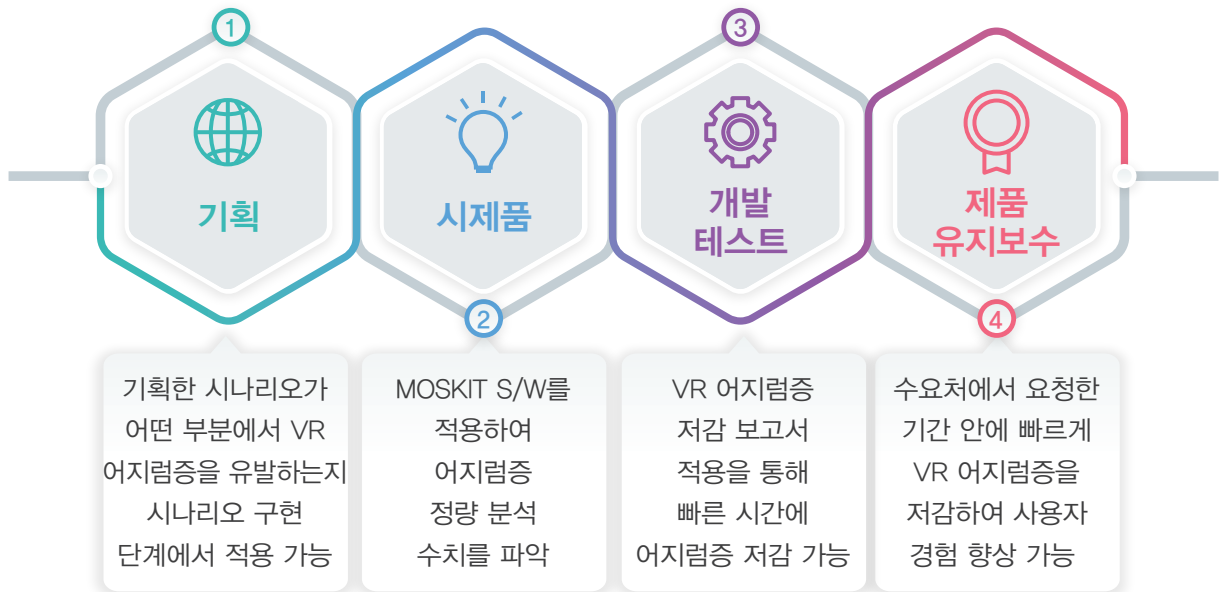 1
기획
기획한 시나리오가
어떤 부분에서 VR
어지럼증을 유발하는지
시나리오 구현
단계에서 적용 가능
시제품
2
MOSKIT S/W를
적용하여
어지럼증
정량 분석
수치를 파악
3
개발
테스트
VR 어지럼증
저감 보고서
적용을 통해
빠른 시간에
어지럼증 저감 가능
제품
유지보수
4
수요처에서 요청한
기간 안에 빠르게
VR 어지럼증을
저감하여 사용자
경험 향상 가능